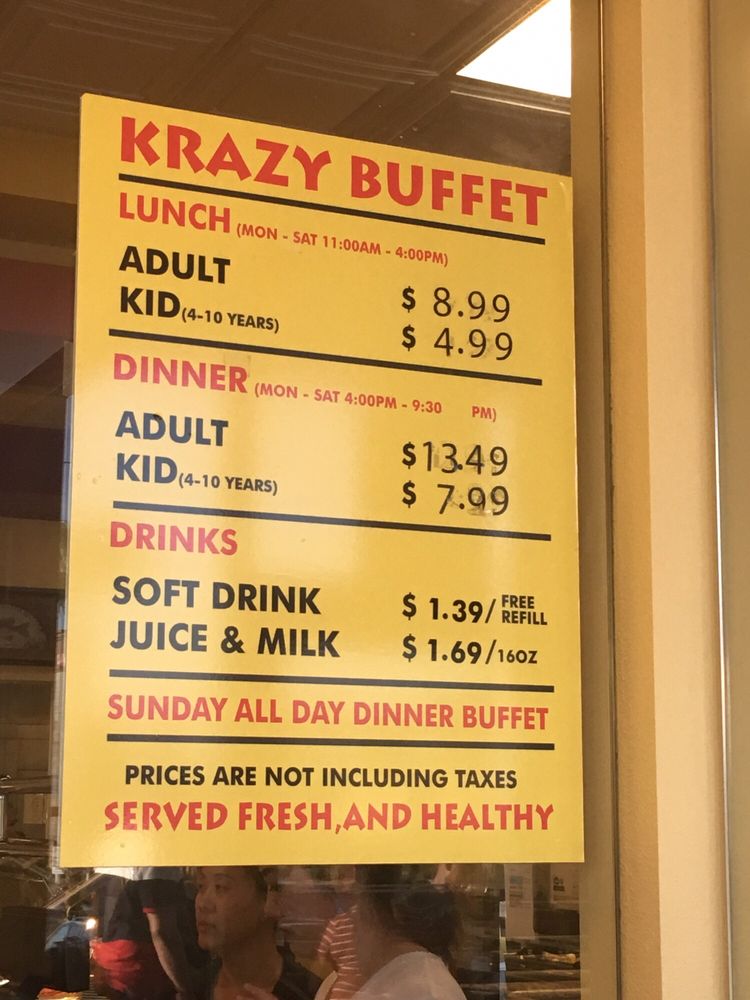 KRAZY BUFFET
LUNCH (MON - SAT 11:00AM - 4:00PM)
ADULT $ 8.99
KID (4-10 YEARS) $ 4.99
DINNER (MON - SAT 4:00PM - 9:30 PM)
ADULT $13.49
KID (4-10 YEARS) $ 7.99
DRINKS
SOFT DRINK $ 1.39/ FREE REFILL
JUICE & MILK $ 1.69/16OZ
SUNDAY ALL DAY DINNER BUFFET
PRICES ARE NOT INCLUDING TAXES
SERVED FRESH,AND HEALTHY